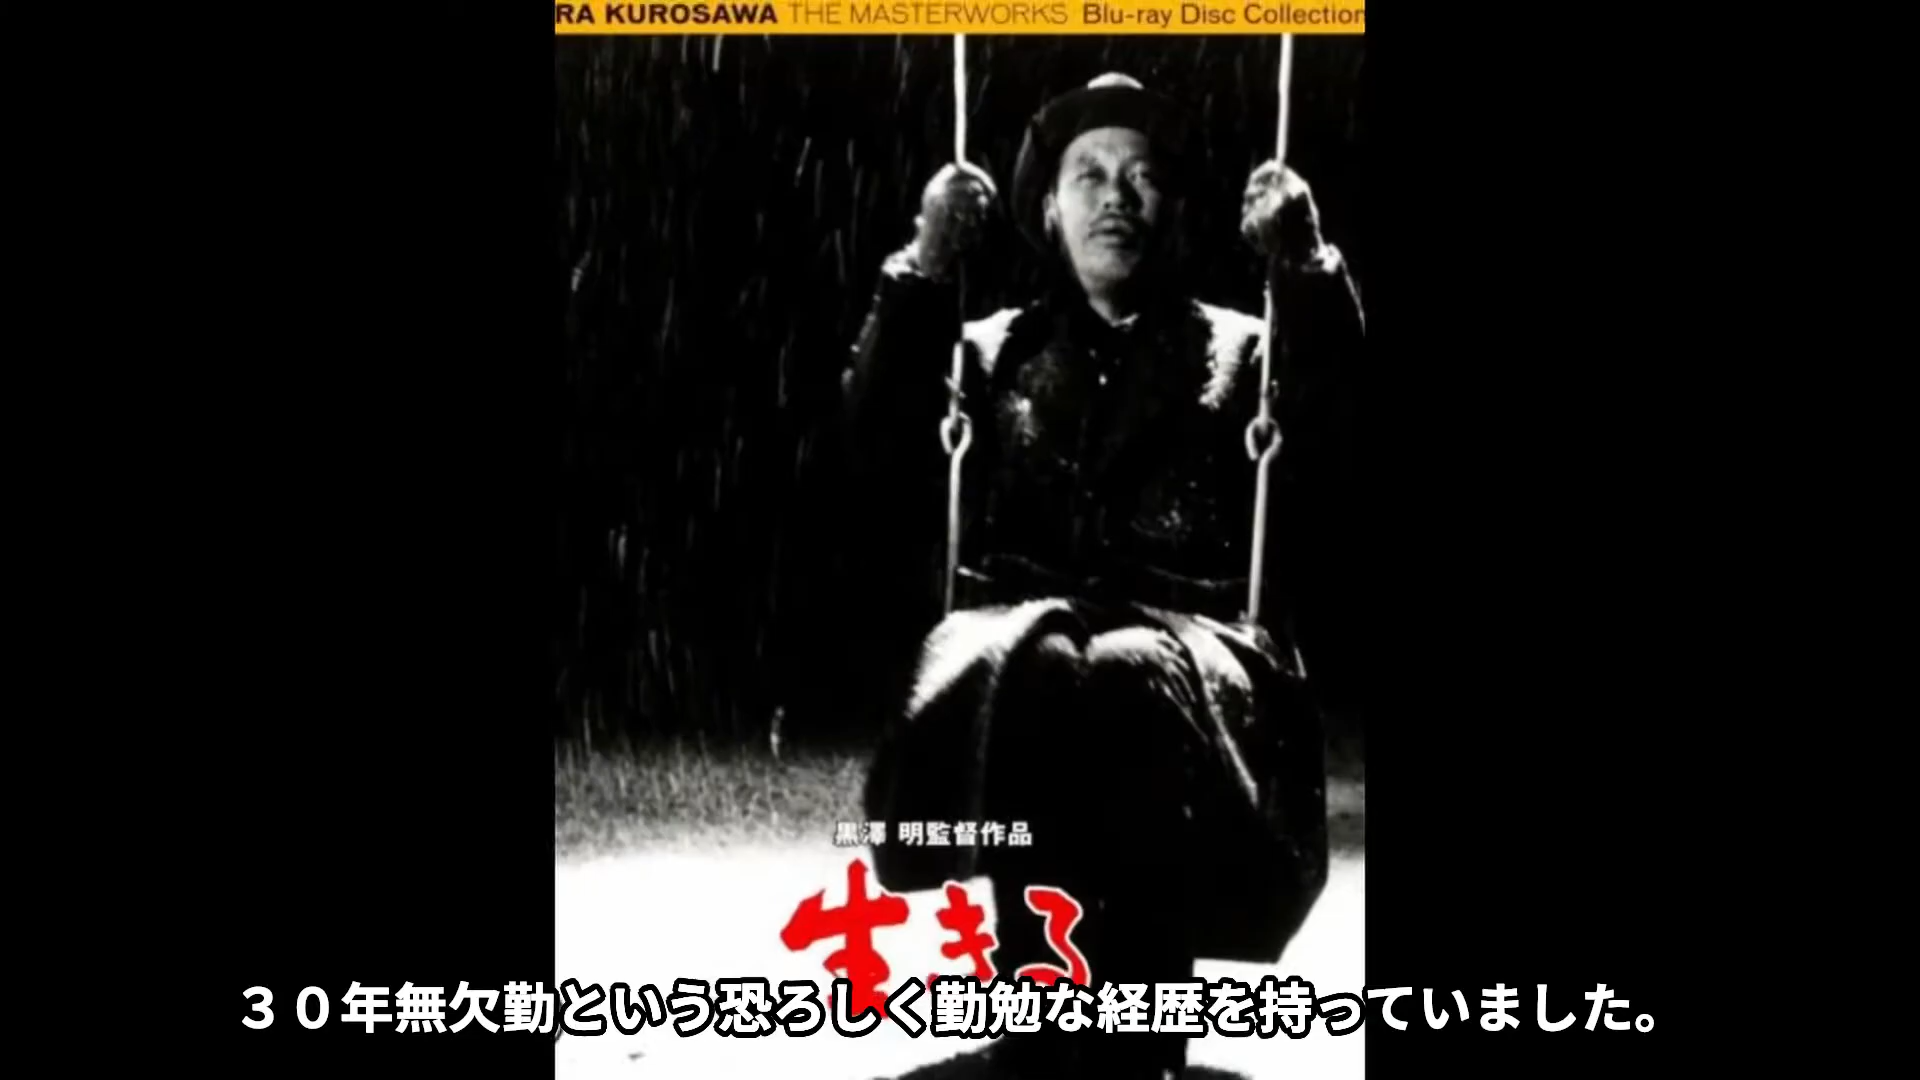 RA KUROSAWA THE MASTERWORKS Blu-ray Disc Collection
黒澤 明監督作品
生きる
３０年無欠勤という恐ろしく勤勉な経歴を持っていました。